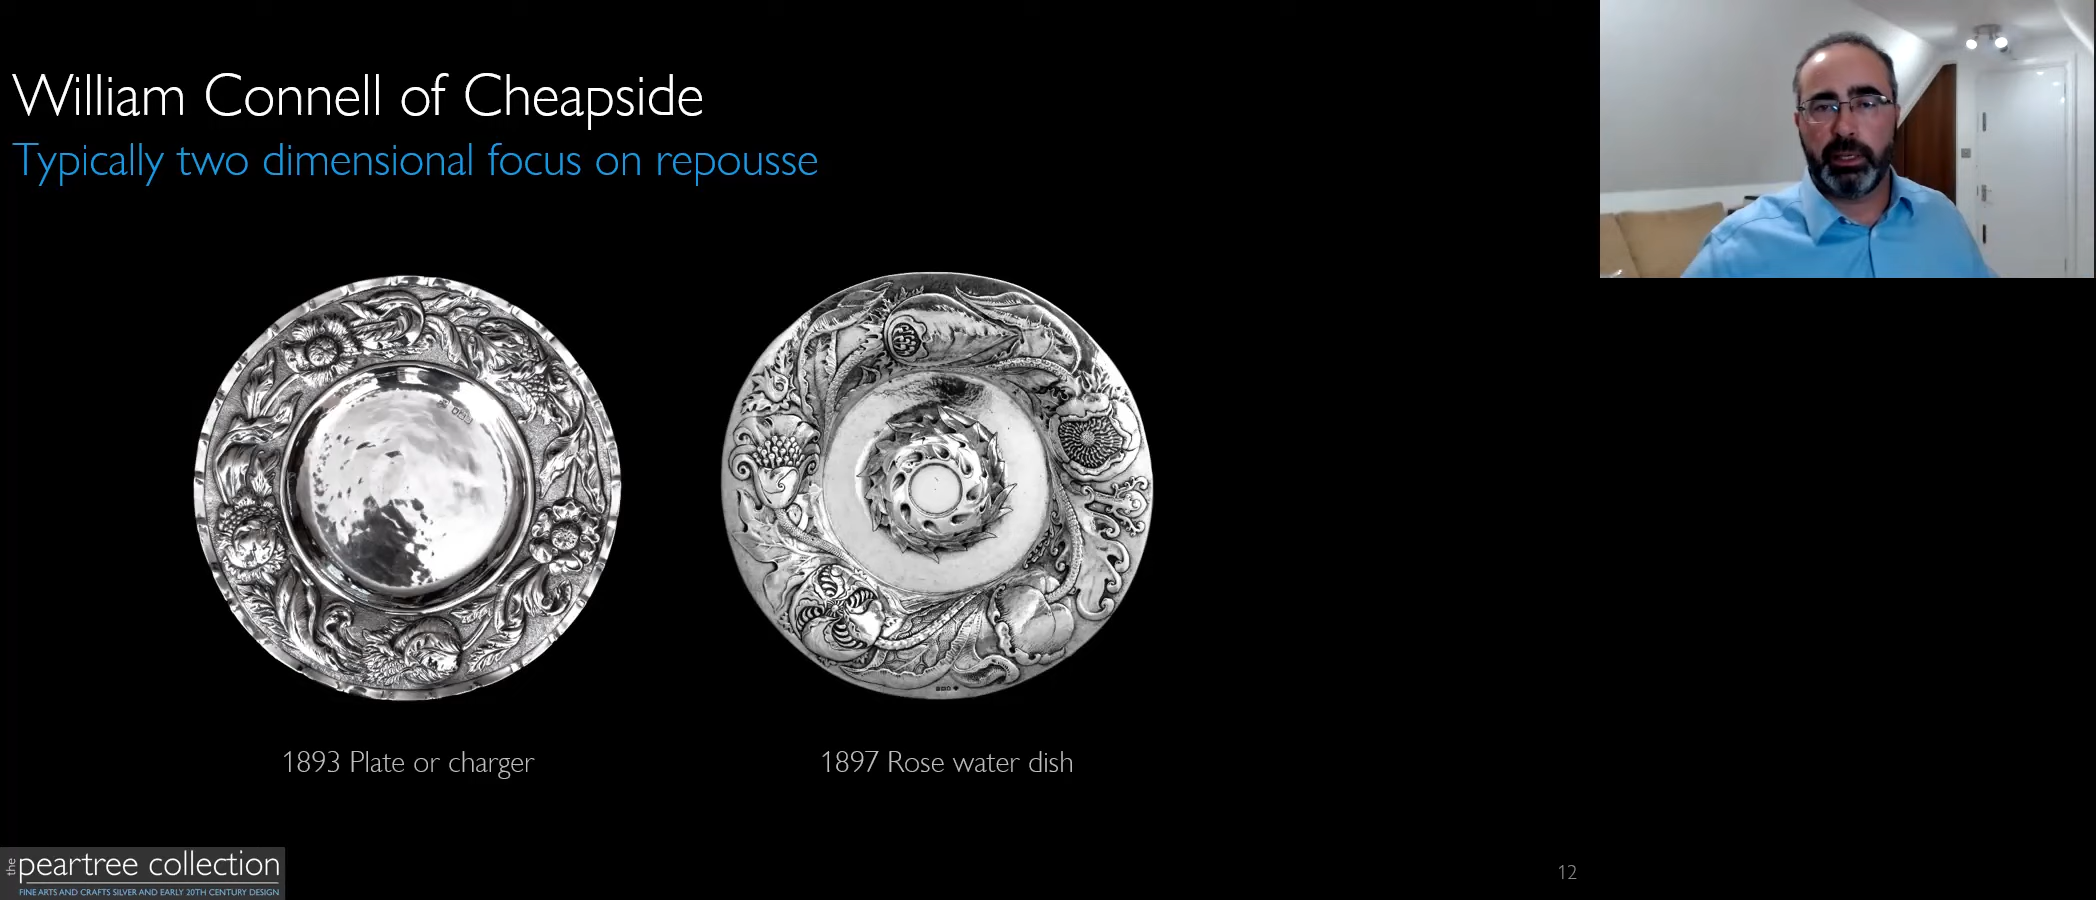 William Connell of Cheapside
Typically two dimensional focus on repousse
1893 Plate or charger
1897 Rose water dish
the peartree collection
FINE ARTS AND CRAFTS SILVER AND EARLY 20TH CENTURY DESIGN
12